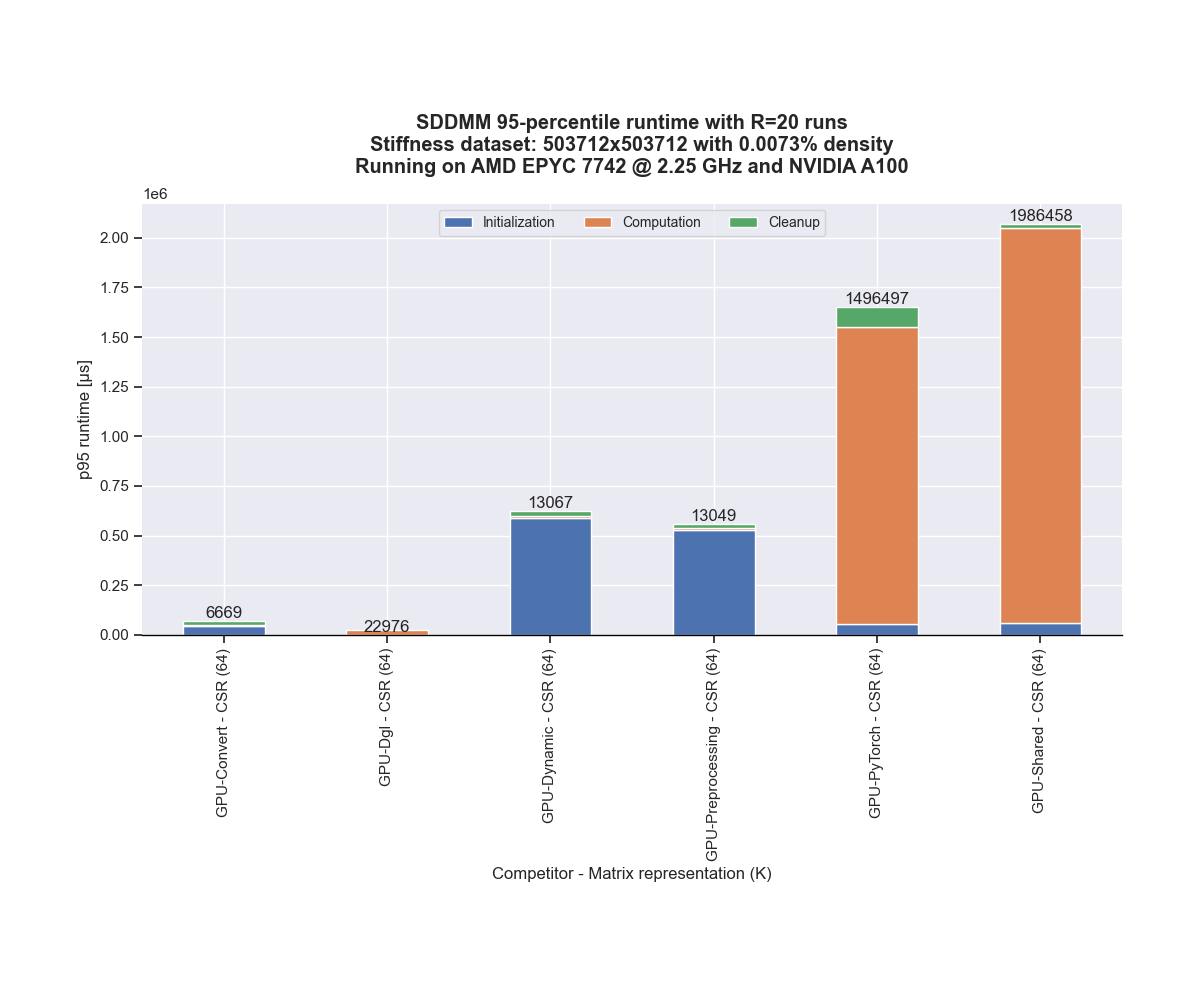 SDDMM 95-percentile runtime with R=20 runs
Stiffness dataset: 503712x503712 with 0.0073% density
Running on AMD EPYC 7742 @ 2.25 GHz and NVIDIA A100
1e6
Initialization Computation Cleanup
p95 runtime [µs]
2.00
1.75
1.50
1.25
1.00
0.75
0.50
0.25
0.00
6669
22976
13067
13049
1496497
1986458
GPU-Convert - CSR (64)
GPU-Dgl - CSR (64)
GPU-Dynamic - CSR (64)
GPU-Preprocessing - CSR (64)
GPU-PyTorch - CSR (64)
GPU-Shared - CSR (64)
Competitor - Matrix representation (K)